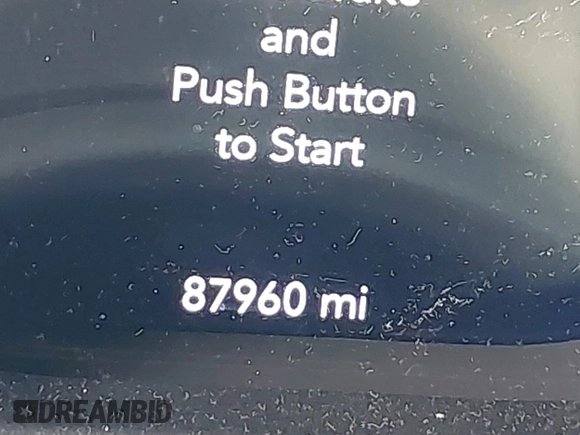 and
Push Button
to Start
87960 mi
DREAMBID